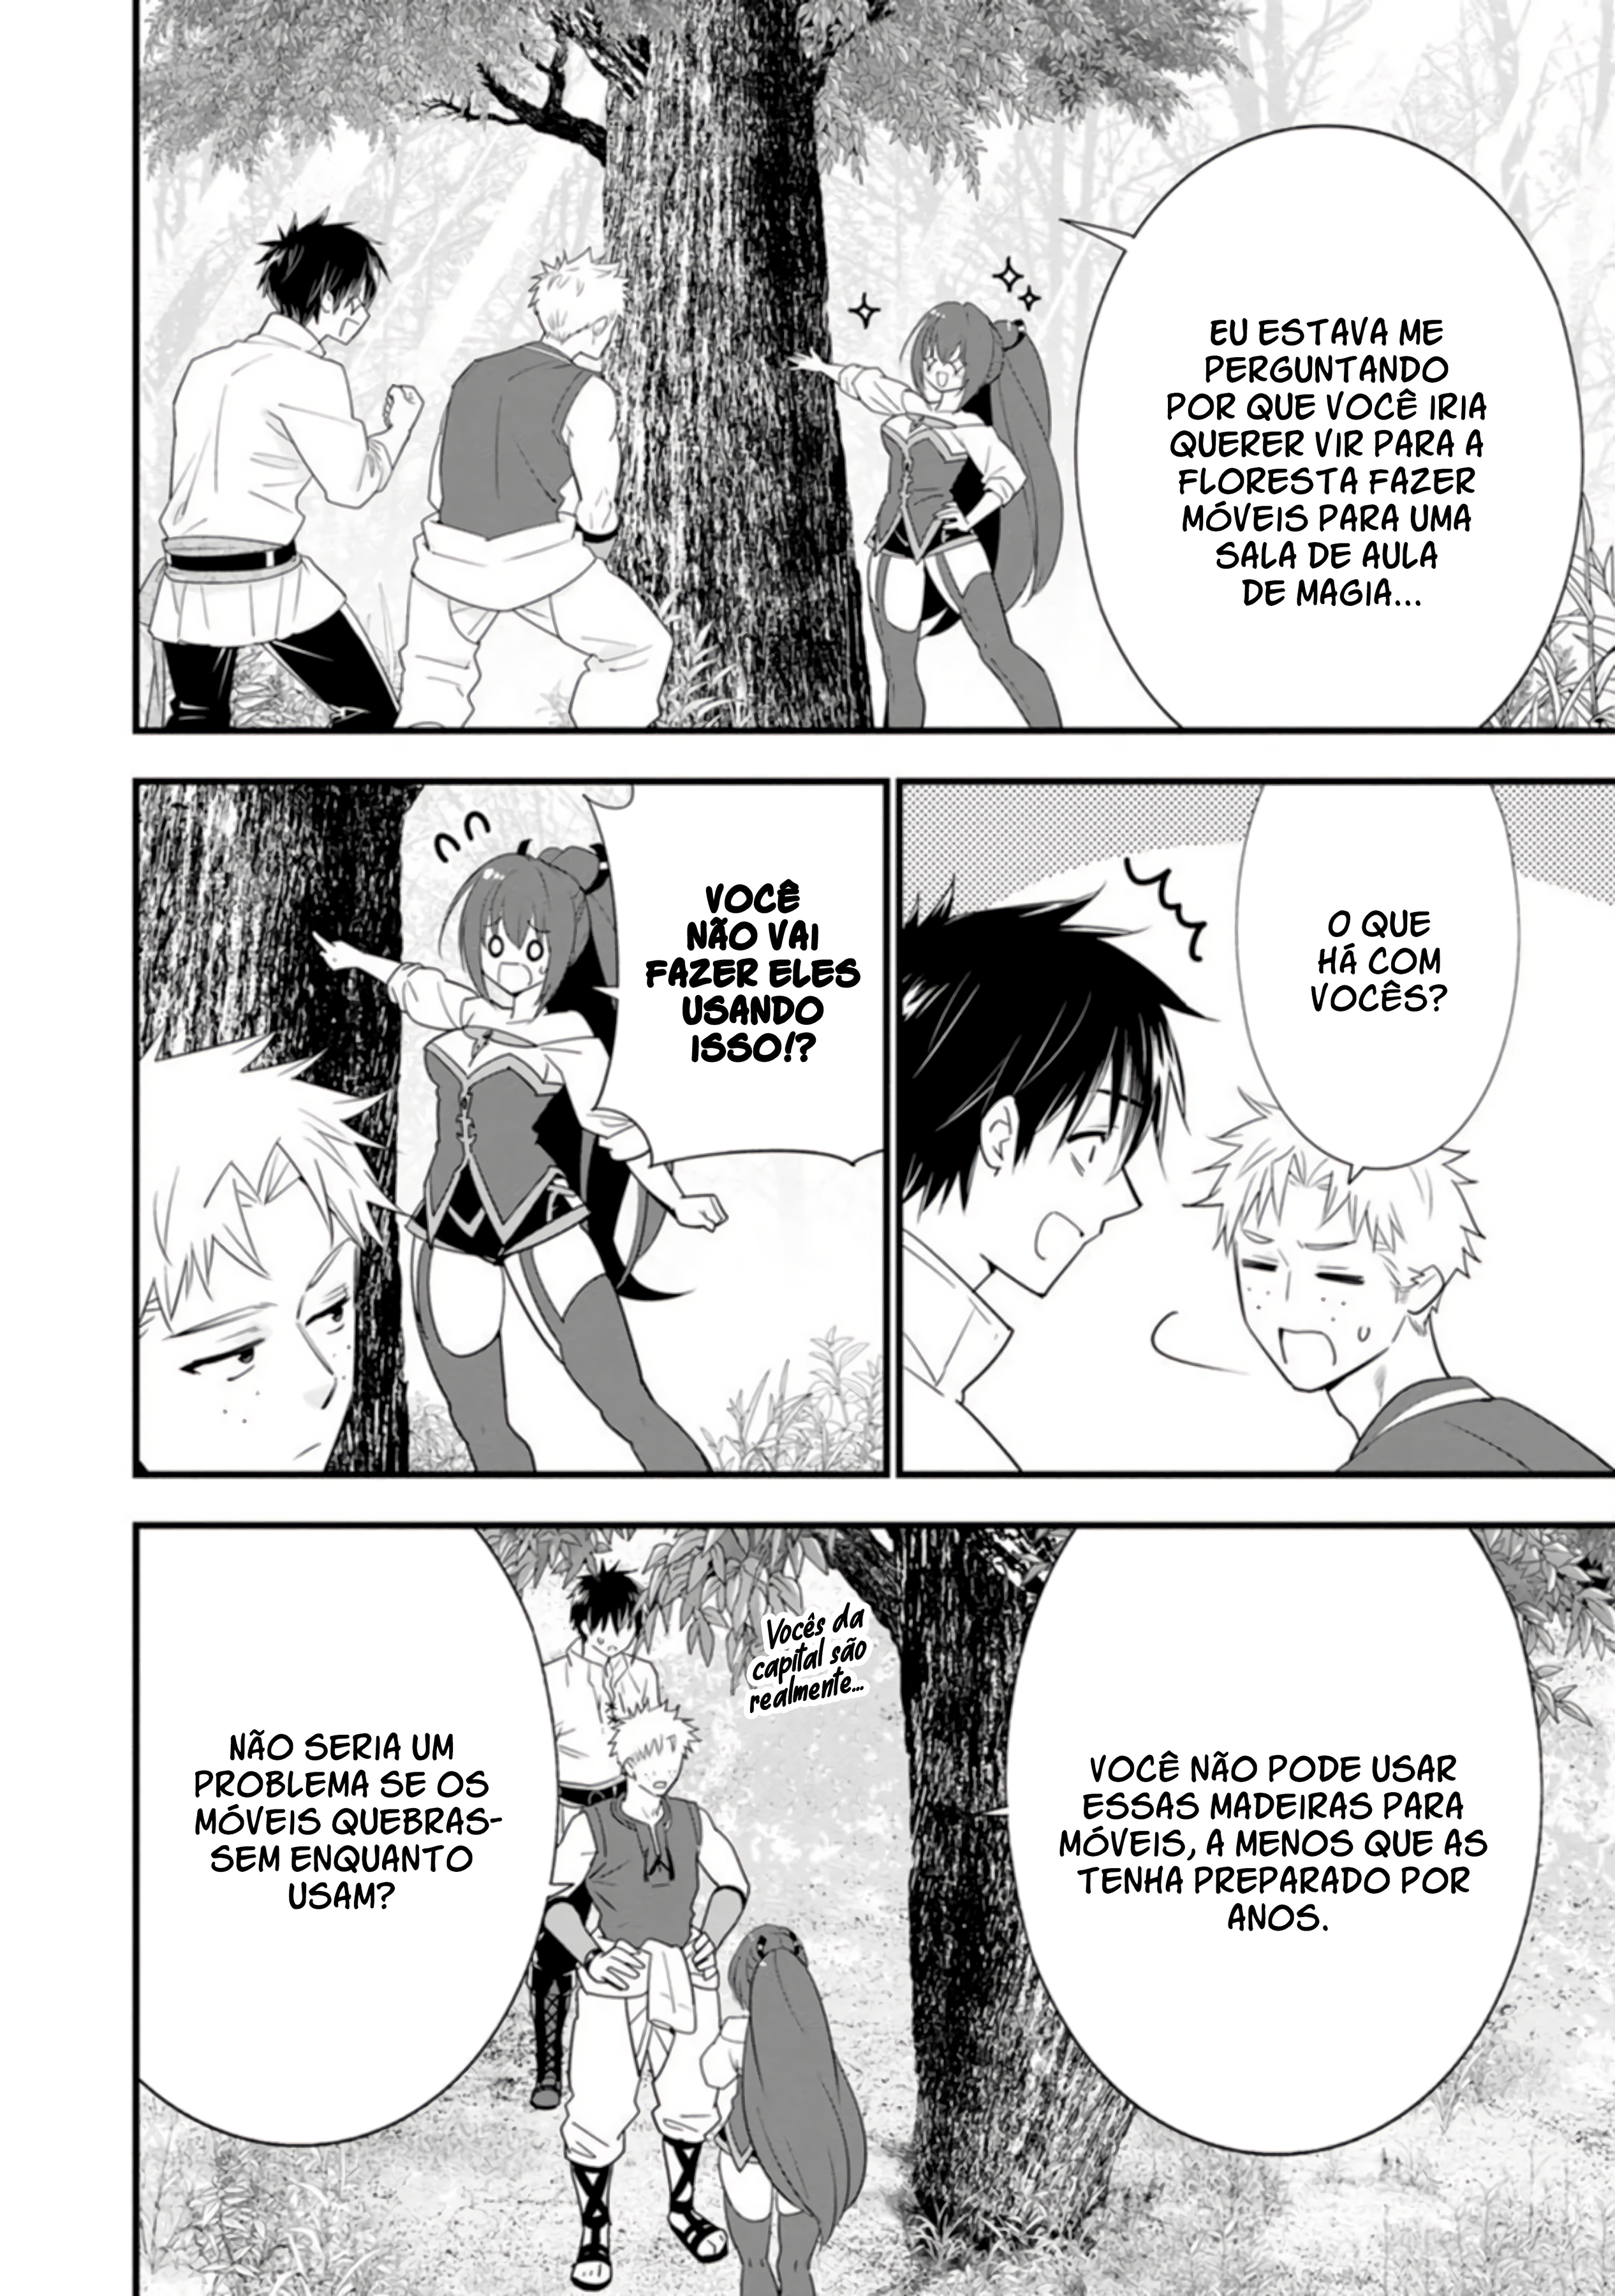 EU ESTAVA ME
PERGUNTANDO
POR QUE VOCÊ IRIA
QUERER VIR PARA A
FLORESTA FAZER
MÓVEIS PARA UMA
SALA DE AULA
DE MAGIA...
O QUE
HÁ COM
VOCÊS?
VOCÊ
NÃO VAI
FAZER ELES
USANDO
ISSO!?
VOCÊ NÃO PODE USAR
ESSAS MADEIRAS PARA
MÓVEIS, A MENOS QUE AS
TENHA PREPARADO POR
ANOS.
Vocês da
capital são
realmente...
NÃO SERIA UM
PROBLEMA SE OS
MÓVEIS QUEBRAS-
SEM ENQUANTO
USAM?